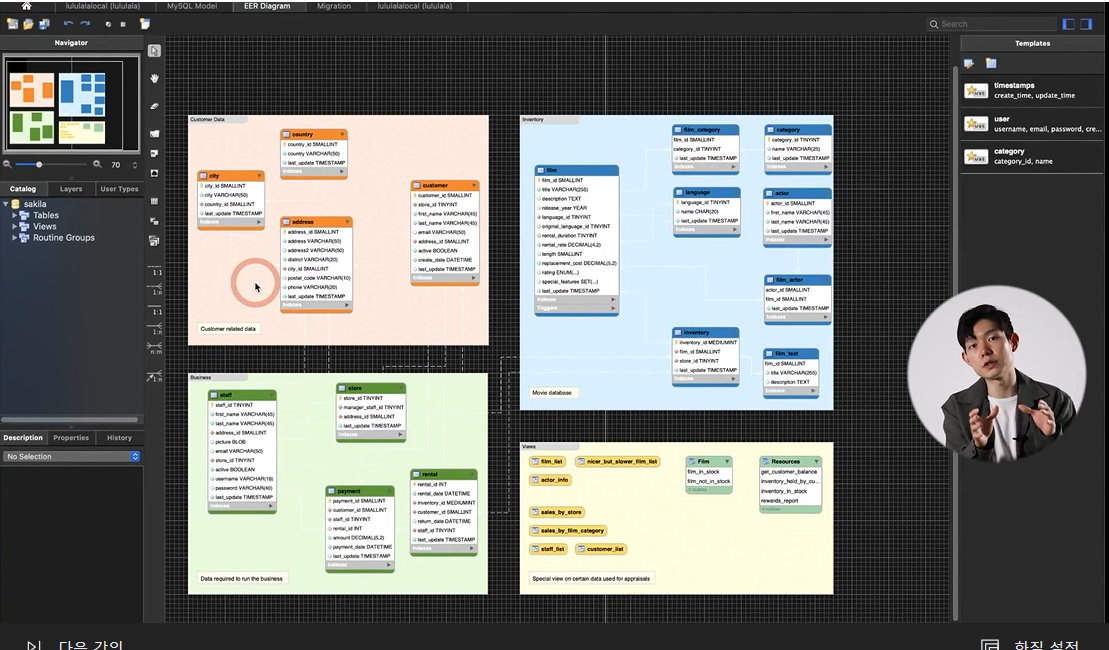 lululalalocal (lululala)
MySQL Model
EER Diagram
Migration
lululalalocal (lululala)
Search
Navigator
70
Catalog
Layers
User Types
sakila
Tables
Views
Routine Groups
Description
Properties
History
No Selection
1:1
1:n
1:1
1:n
n:m
1:n
Customer Data
country
country_id SMALLINT
country VARCHAR(50)
last_update TIMESTAMP
Indexes
city
city_id SMALLINT
city VARCHAR(50)
country_id SMALLINT
last_update TIMESTAMP
Indexes
address
address_id SMALLINT
address VARCHAR(50)
address2 VARCHAR(50)
district VARCHAR(20)
city_id SMALLINT
postal_code VARCHAR(10)
phone VARCHAR(20)
last_update TIMESTAMP
Indexes
customer
customer_id SMALLINT
store_id TINYINT
first_name VARCHAR(45)
last_name VARCHAR(45)
email VARCHAR(50)
address_id SMALLINT
active BOOLEAN
create_date DATETIME
last_update TIMESTAMP
Indexes
Customer related data
Inventory
film
film_id SMALLINT
title VARCHAR(255)
description TEXT
release_year YEAR
language_id TINYINT
original_language_id TINYINT
rental_duration TINYINT
rental_rate DECIMAL(4,2)
length SMALLINT
replacement_cost DECIMAL(5,2)
rating ENUM(...)
special_features SET(...)
last_update TIMESTAMP
Indexes
Triggers
film_category
film_id SMALLINT
category_id TINYINT
last_update TIMESTAMP
Indexes
category
category_id TINYINT
name VARCHAR(25)
last_update TIMESTAMP
Indexes
language
language_id TINYINT
name CHAR(20)
last_update TIMESTAMP
Indexes
actor
actor_id SMALLINT
first_name VARCHAR(45)
last_name VARCHAR(45)
last_update TIMESTAMP
Indexes
film_actor
actor_id SMALLINT
film_id SMALLINT
last_update TIMESTAMP
Indexes
inventory
inventory_id MEDIUMINT
film_id SMALLINT
store_id TINYINT
last_update TIMESTAMP
Indexes
film_text
film_id SMALLINT
title VARCHAR(255)
description TEXT
Indexes
Movie database
Business
staff
staff_id TINYINT
first_name VARCHAR(45)
last_name VARCHAR(45)
address_id SMALLINT
picture BLOB
email VARCHAR(50)
store_id TINYINT
active BOOLEAN
username VARCHAR(16)
password VARCHAR(40)
last_update TIMESTAMP
Indexes
store
store_id TINYINT
manager_staff_id TINYINT
address_id SMALLINT
last_update TIMESTAMP
Indexes
payment
payment_id SMALLINT
customer_id SMALLINT
staff_id TINYINT
rental_id INT
amount DECIMAL(5,2)
payment_date DATETIME
last_update TIMESTAMP
Indexes
rental
rental_id INT
rental_date DATETIME
inventory_id MEDIUMINT
customer_id SMALLINT
return_date DATETIME
staff_id TINYINT
last_update TIMESTAMP
Indexes
Data required to run the business
Views
film_list
nicer_but_slower_film_list
actor_info
sales_by_store
sales_by_film_category
staff_list
customer_list
Film
film_in_stock
film_not_in_stock
Resources
get_customer_balance
inventory_held_by_cu...
inventory_in_stock
rewards_report
Special view on certain data used for appraisals
Templates
timestamps
create_time, update_time
user
username, email, password, cre...
category
category_id, name
다음 강의
화질 설정